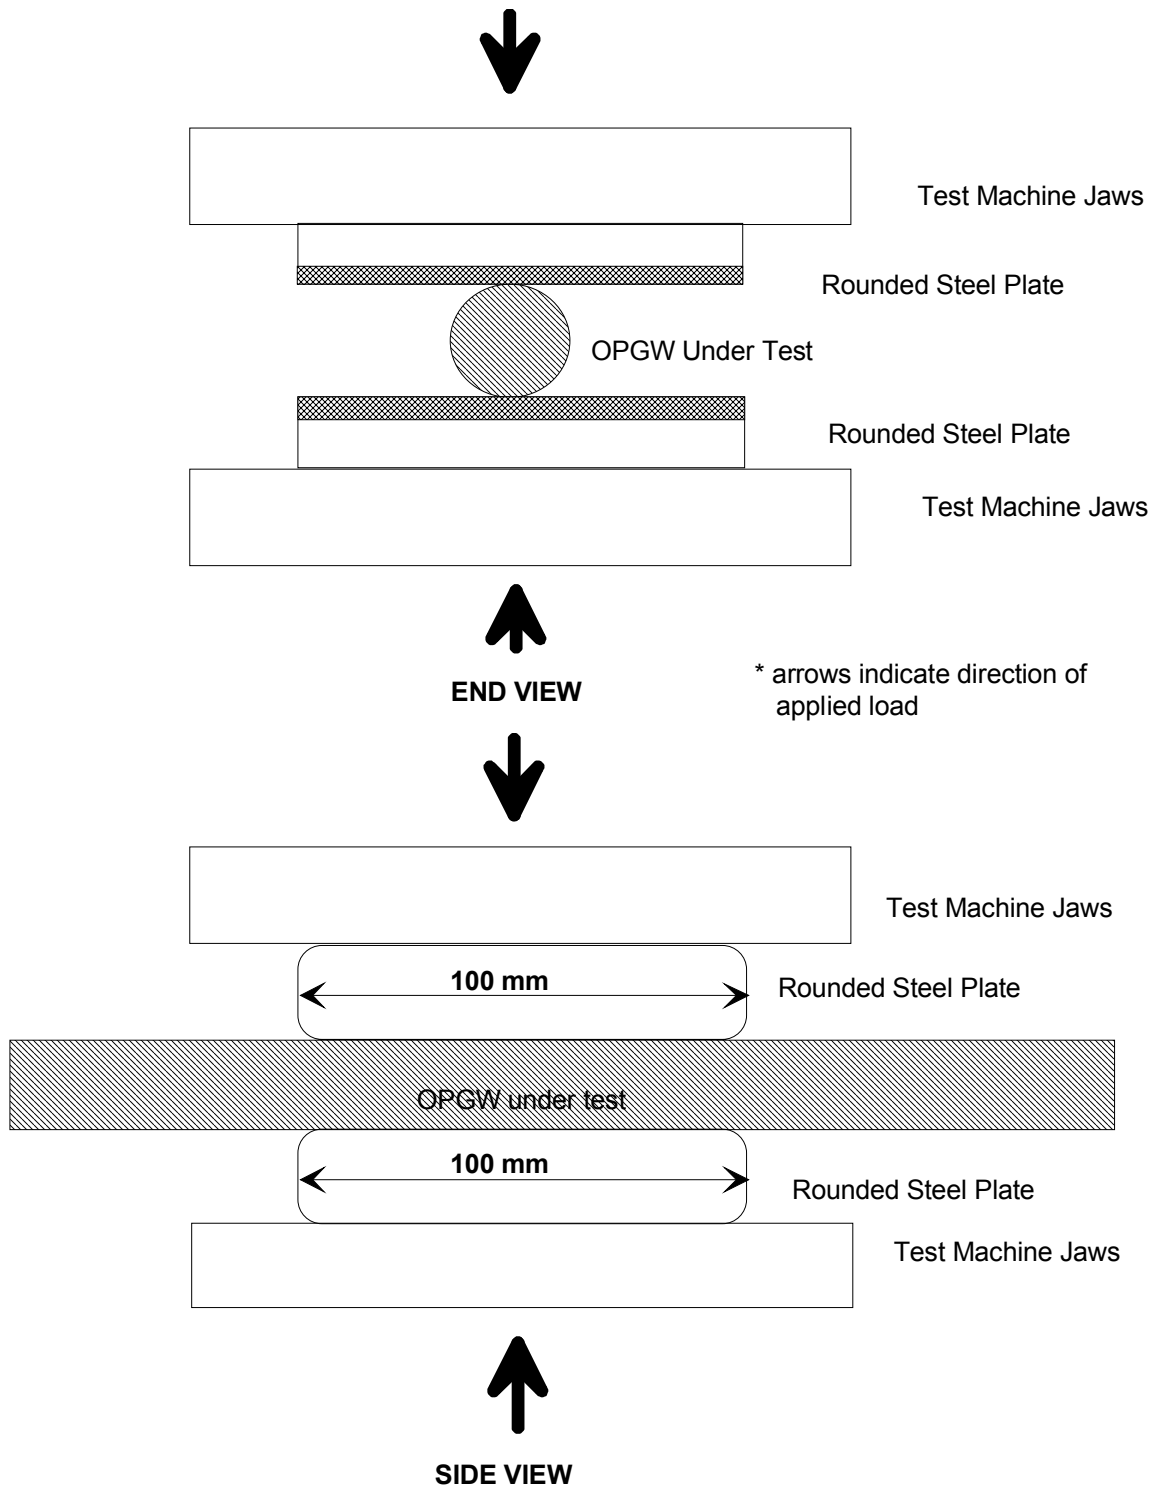 Test Machine Jaws
Rounded Steel Plate
OPGW Under Test
Rounded Steel Plate
Test Machine Jaws
END VIEW
* arrows indicate direction of
applied load
Test Machine Jaws
100 mm
Rounded Steel Plate
OPGW under test
100 mm
Rounded Steel Plate
Test Machine Jaws
SIDE VIEW